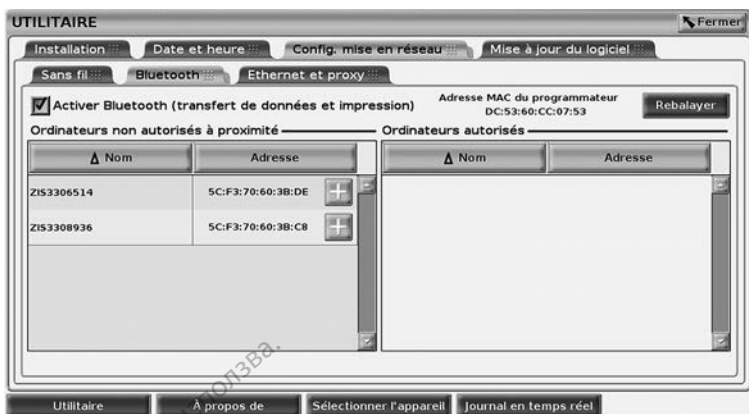 UTILITAIRE
Fermer
Installation
Date et heure
Config. mise en réseau
Mise à jour du logiciel
Sans fil
Bluetooth
Ethernet et proxy
Activer Bluetooth (transfert de données et impression)
Adresse MAC du programmateur
DC:53:60:CC:07:53
Rebalayer
Ordinateurs non autorisés à proximité
Ordinateurs autorisés
Δ Nom
Adresse
Δ Nom
Adresse
ZIS3306514
5C:F3:70:60:3B:DE
ZIS3308936
5C:F3:70:60:3B:C8
Utilitaire
À propos de
Sélectionner l'appareil
Journal en temps réel